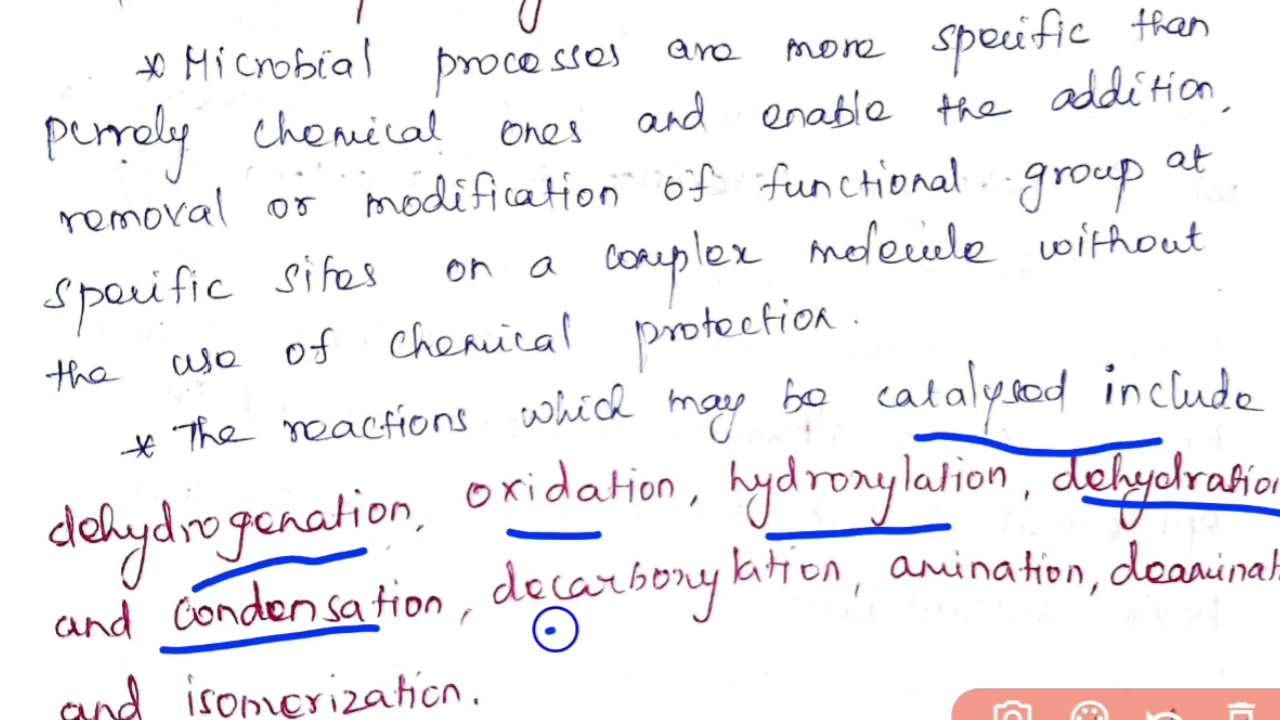 * Microbial processes are more specific than
purely chemical ones and enable the addition,
removal or modification of functional group at
specific sites on a complex molecule without
the use of chemical protection.
* The reactions which may be catalysed include
dehydrogenation, oxidation, hydroxylation, dehydration
and condensation, decarboxylation, amination, deaminat
and isomerization.